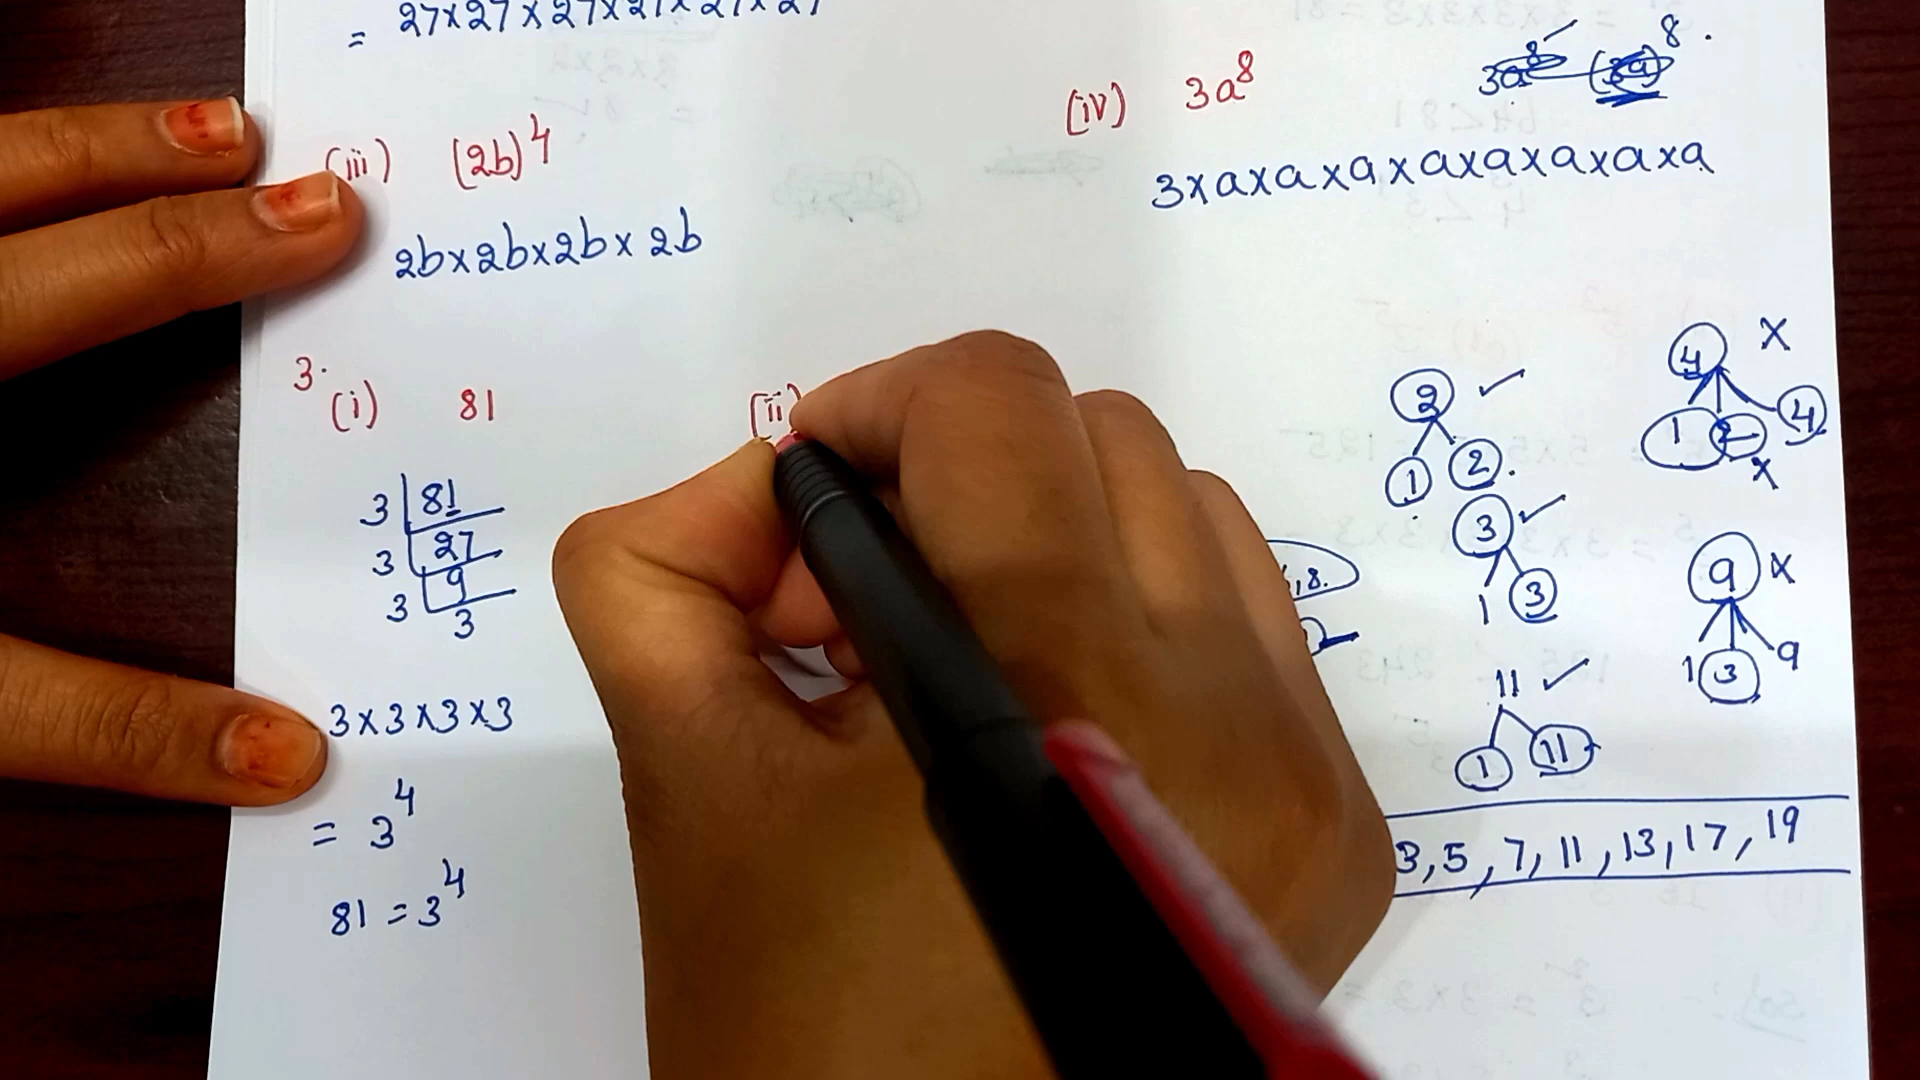 = 27×27×27×27×27×27
(iii) (2b)⁴
2b×2b×2b×2b
(iv) 3a⁸
3a⁸ (3a)⁸.
3×a×a×a×a×a×a×a×a
3.
(i) 81
3 81
3 27
3 9
3
3×3×3×3
= 3⁴
81 = 3⁴
(ii)
2 ✓
1 2.
3 ✓
1 3
11 ✓
1 11
4 ×
1 2 4
×
9 ×
1 3 9
,8.
3,5,7,11,13,17,19